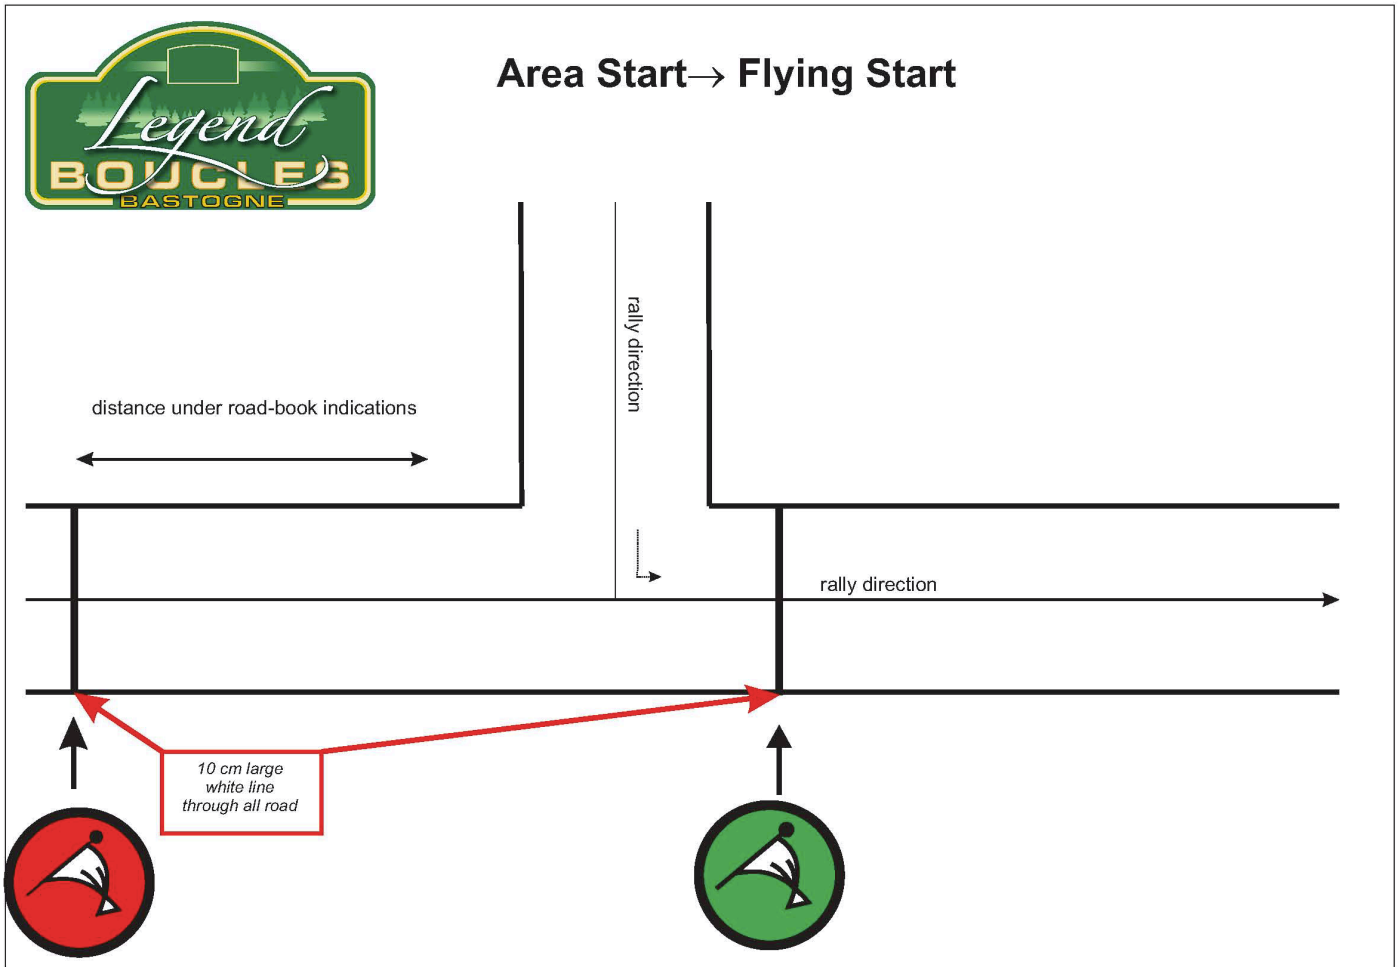 Legend
BOUCLES
BASTOGNE
Area Start→ Flying Start
rally direction
distance under road-book indications
rally direction
10 cm large
white line
through all road